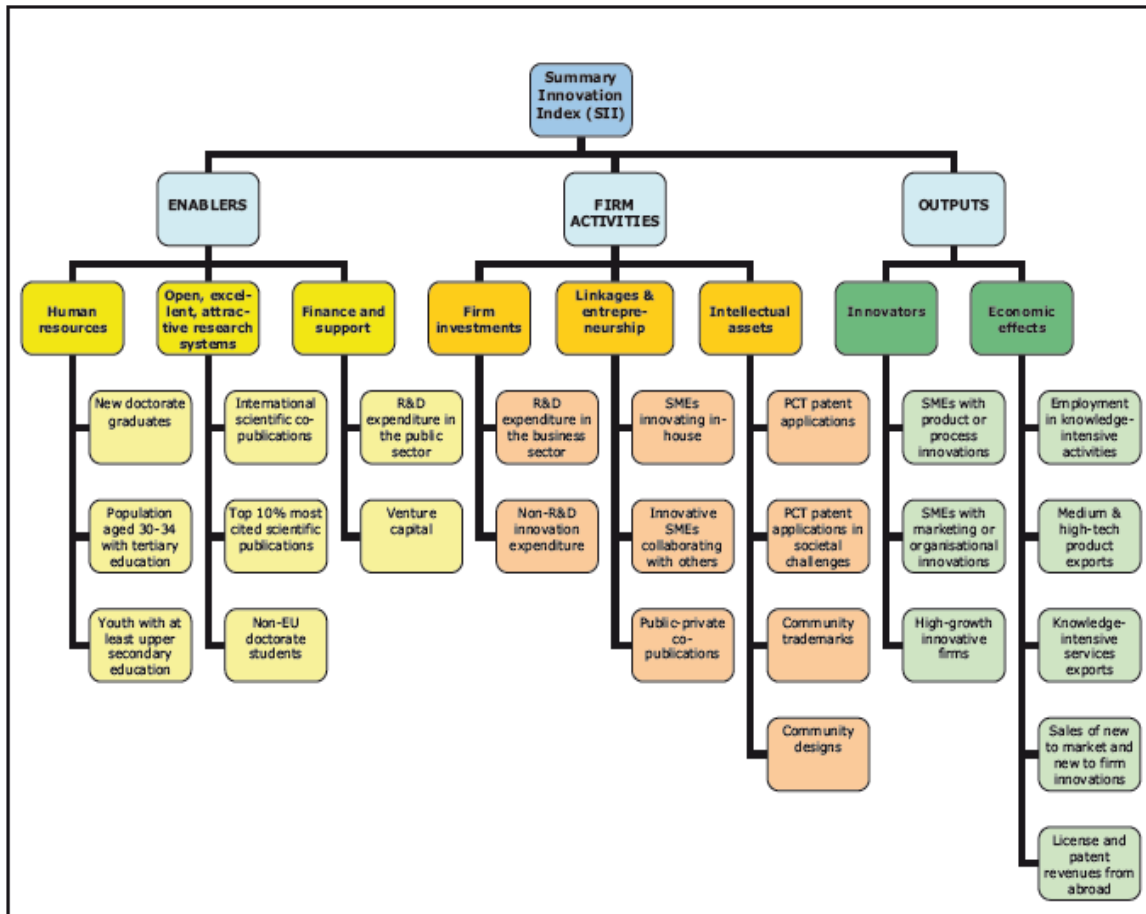 Summary
Innovation
Index (SII)
ENABLERS
FIRM
ACTIVITIES
OUTPUTS
Human
resources
Open, excel-
lent, attrac-
tive research
systems
Finance and
support
Firm
investments
Linkages &
entrepre-
neurship
Intellectual
assets
Innovators
Economic
effects
New doctorate
graduates
International
scientific co-
publications
R&D
expenditure in
the public
sector
R&D
expenditure in
the business
sector
SMEs
innovating in-
house
PCT patent
applications
SMEs with
product or
process
innovations
Employment
in knowledge-
intensive
activities
Population
aged 30-34
with tertiary
education
Top 10% most
cited scientific
publications
Venture
capital
Non-R&D
innovation
expenditure
Innovative
SMEs
collaborating
with others
PCT patent
applications in
societal
challenges
SMEs with
marketing or
organisational
innovations
Medium &
high-tech
product
exports
Youth with at
least upper
secondary
education
Non-EU
doctorate
students
Public-private
co-
publications
Community
trademarks
High-growth
innovative
firms
Knowledge-
intensive
services
exports
Community
designs
Sales of new
to market and
new to firm
innovations
License and
patent
revenues from
abroad